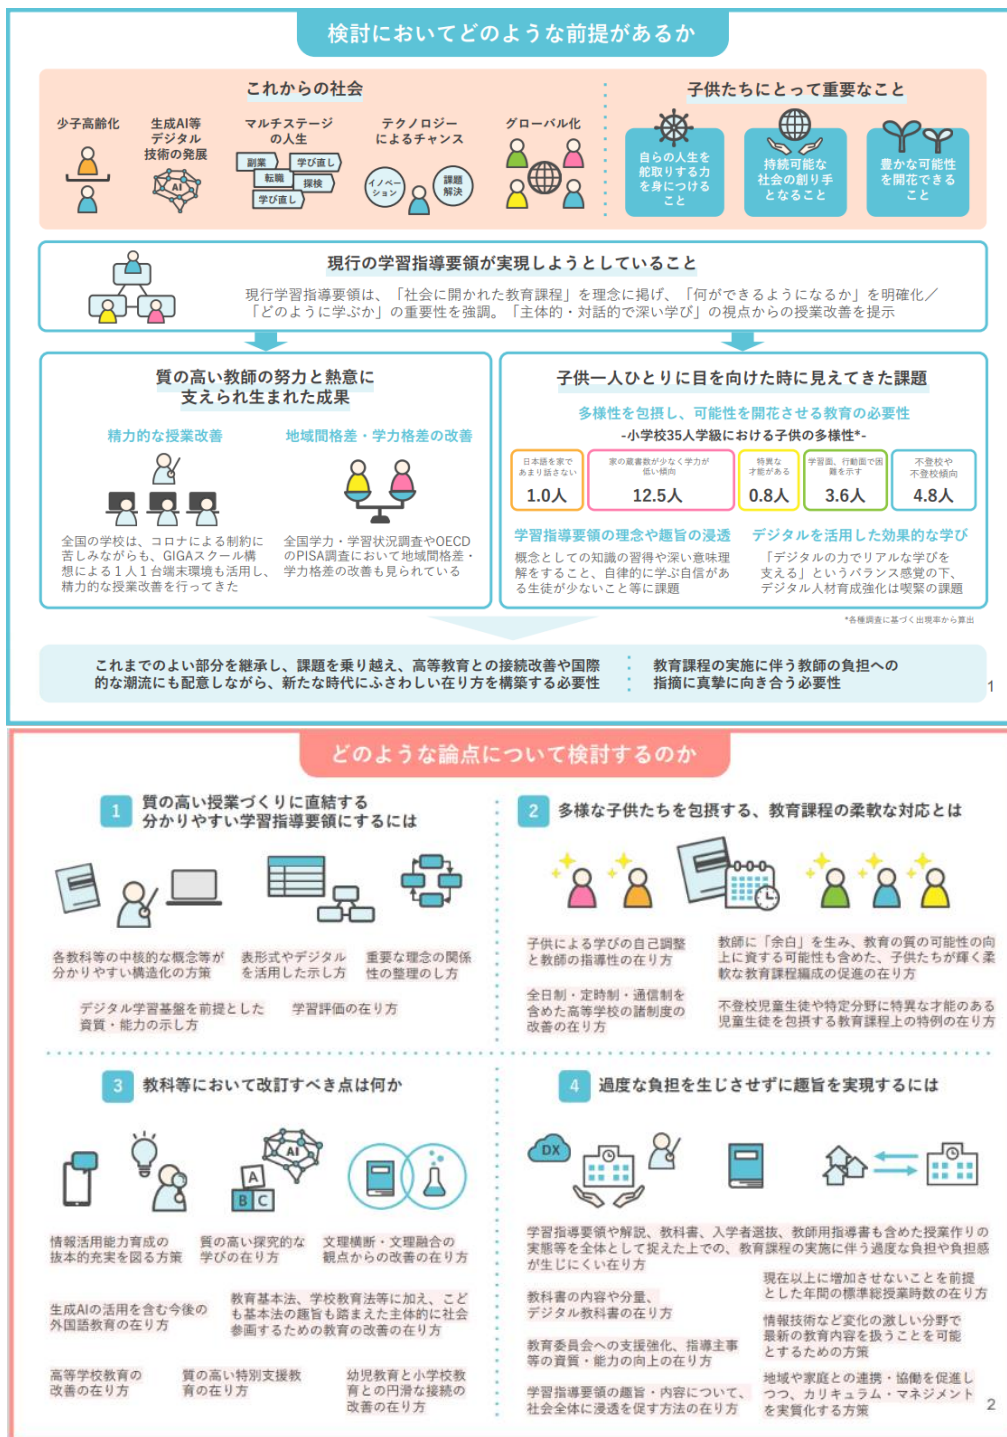 検討においてどのような前提があるか
これからの社会
少子高齢化
生成AI等
デジタル
技術の発展
AI
マルチステージ
の人生
副業
学び直し
転職
探検
学び直し
テクノロジー
によるチャンス
イノベー
ション
課題
解決
グローバル化
子供たちにとって重要なこと
自らの人生を
舵取りする力
を身につける
こと
持続可能な
社会の創り手
となること
豊かな可能性
を開花できる
こと
現行の学習指導要領が実現しようとしていること
現行学習指導要領は、「社会に開かれた教育課程」を理念に掲げ、「何ができるようになるか」を明確化／
「どのように学ぶか」の重要性を強調。「主体的・対話的で深い学び」の視点からの授業改善を提示
質の高い教師の努力と熱意に
支えられ生まれた成果
精力的な授業改善
全国の学校は、コロナによる制約に
苦しみながらも、GIGAスクール構
想による１人１台端末環境も活用し、
精力的な授業改善を行ってきた
地域間格差・学力格差の改善
全国学力・学習状況調査やOECD
のPISA調査において地域間格差・
学力格差の改善も見られている
子供一人ひとりに目を向けた時に見えてきた課題
多様性を包摂し、可能性を開花させる教育の必要性
-小学校35人学級における子供の多様性*-
日本語を家で
あまり話さない
1.0人
家の蔵書数が少なく学力が
低い傾向
12.5人
特異な
才能がある
0.8人
学習面、行動面で困
難を示す
3.6人
不登校や
不登校傾向
4.8人
学習指導要領の理念や趣旨の浸透
概念としての知識の習得や深い意味理
解をすること、自律的に学ぶ自信があ
る生徒が少ないこと等に課題
デジタルを活用した効果的な学び
「デジタルの力でリアルな学びを
支える」というバランス感覚の下、
デジタル人材育成強化は喫緊の課題
*各種調査に基づく出現率から算出
これまでのよい部分を継承し、課題を乗り越え、高等教育との接続改善や国際
的な潮流にも配意しながら、新たな時代にふさわしい在り方を構築する必要性
教育課程の実施に伴う教師の負担への
指摘に真摯に向き合う必要性
1
どのような論点について検討するのか
1
質の高い授業づくりに直結する
分かりやすい学習指導要領にするには
各教科等の中核的な概念等が
分かりやすい構造化の方策
表形式やデジタル
を活用した示し方
重要な理念の関係
性の整理のし方
デジタル学習基盤を前提とした
資質・能力の示し方
学習評価の在り方
2
多様な子供たちを包摂する、教育課程の柔軟な対応とは
子供による学びの自己調整
と教師の指導性の在り方
教師に「余白」を生み、教育の質の可能性の向
上に資する可能性も含めた、子供たちが輝く柔
軟な教育課程編成の促進の在り方
全日制・定時制・通信制を
含めた高等学校の諸制度の
改善の在り方
不登校児童生徒や特定分野に特異な才能のある
児童生徒を包摂する教育課程上の特例の在り方
3
教科等において改訂すべき点は何か
AI
A
B
C
情報活用能力育成の
抜本的充実を図る方策
質の高い探究的な
学びの在り方
文理横断・文理融合の
観点からの改善の在り方
生成AIの活用を含む今後の
外国語教育の在り方
教育基本法、学校教育法等に加え、こど
も基本法の趣旨も踏まえた主体的に社会
参画するための教育の改善の在り方
高等学校教育の
改善の在り方
質の高い特別支援教
育の在り方
幼児教育と小学校教
育との円滑な接続の
改善の在り方
4
過度な負担を生じさせずに趣旨を実現するには
DX
学習指導要領や解説、教科書、入学者選抜、教師用指導書も含めた授業作りの
実態等を全体として捉えた上での、教育課程の実施に伴う過度な負担や負担感
が生じにくい在り方
教科書の内容や分量、
デジタル教科書の在り方
教育委員会への支援強化、指導主事
等の資質・能力の向上の在り方
学習指導要領の趣旨・内容について、
社会全体に浸透を促す方法の在り方
現在以上に増加させないことを前提
とした年間の標準総授業時数の在り方
情報技術など変化の激しい分野で
最新の教育内容を扱うことを可能
とするための方策
地域や家庭との連携・協働を促進し
つつ、カリキュラム・マネジメント
を実質化する方策
2